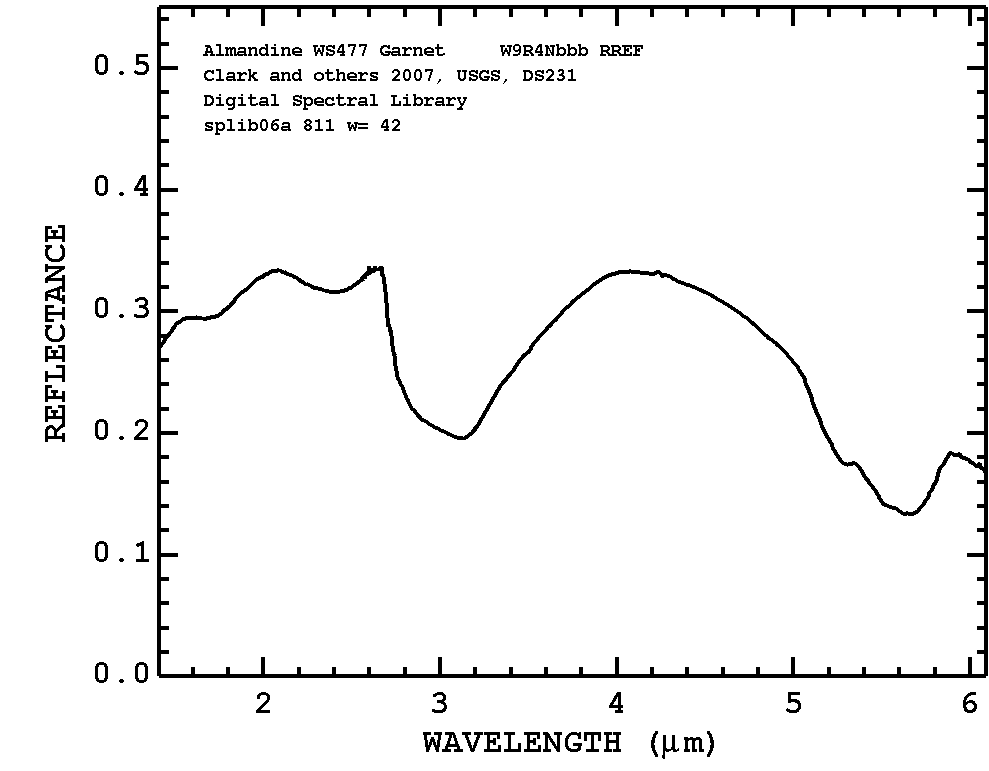 Almandine WS477 Garnet W9R4Nbbb RREF
Clark and others 2007, USGS, DS231
Digital Spectral Library
splib06a 811 w= 42
0.5
0.4
0.3
0.2
0.1
0.0
REFLECTANCE
2 3 4 5 6
WAVELENGTH (μm)